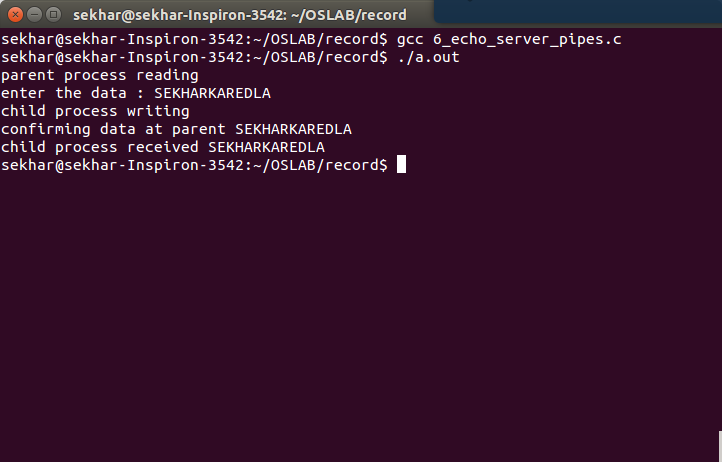 sekhar@sekhar-Inspiron-3542: ~/OSLAB/record
sekhar@sekhar-Inspiron-3542:~/OSLAB/record$ gcc 6_echo_server_pipes.c
sekhar@sekhar-Inspiron-3542:~/OSLAB/record$ ./a.out
parent process reading
enter the data : SEKHARKAREDLA
child process writing
confirming data at parent SEKHARKAREDLA
child process received SEKHARKAREDLA
sekhar@sekhar-Inspiron-3542:~/OSLAB/record$